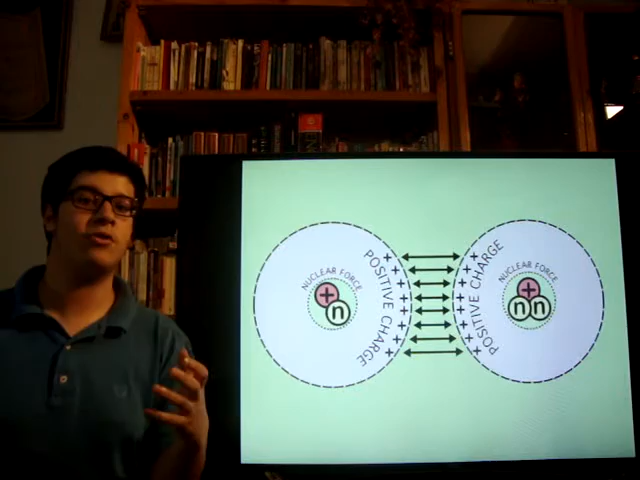 NUCLEAR FORCE
+
n
POSITIVE CHARGE
+ + + + + + +
+ + + + + + +
POSITIVE CHARGE
NUCLEAR FORCE
+
n n